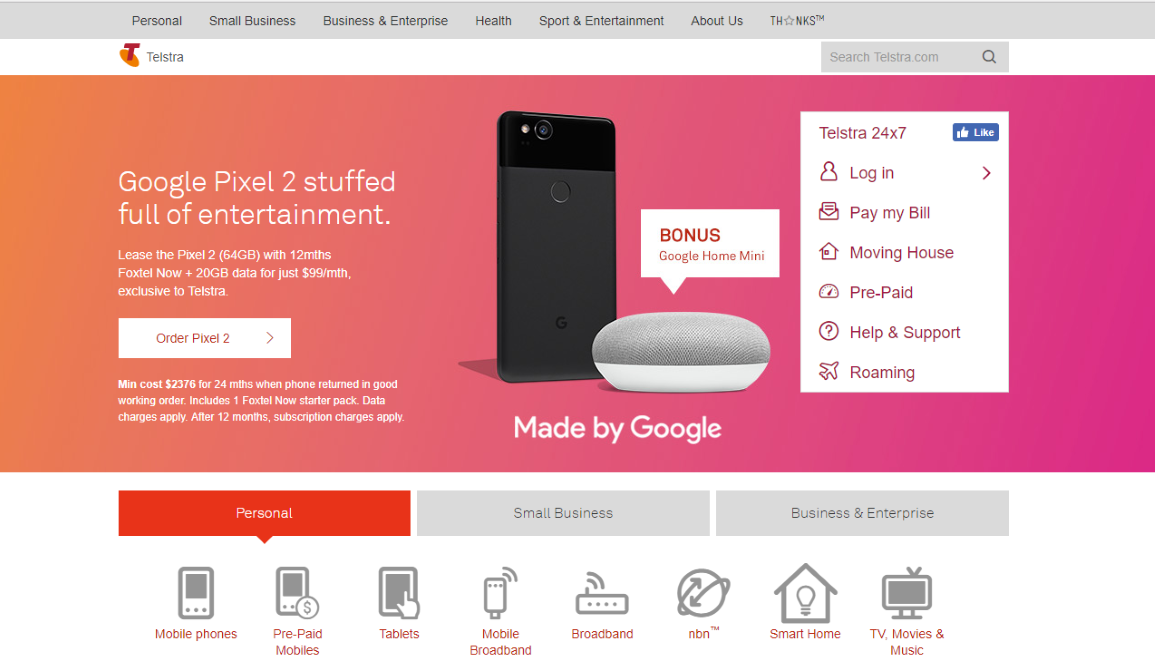 Personal Small Business Business & Enterprise Health Sport & Entertainment About Us TH☆NKS™
Telstra
Search Telstra.com
Google Pixel 2 stuffed
full of entertainment.
Lease the Pixel 2 (64GB) with 12mths
Foxtel Now + 20GB data for just $99/mth,
exclusive to Telstra.
Order Pixel 2
Min cost $2376 for 24 mths when phone returned in good
working order. Includes 1 Foxtel Now starter pack. Data
charges apply. After 12 months, subscription charges apply.
G
BONUS
Google Home Mini
Made by Google
Telstra 24x7
Like
Log in
Pay my Bill
Moving House
Pre-Paid
Help & Support
Roaming
Personal Small Business Business & Enterprise
Mobile phones
Pre-Paid
Mobiles
Tablets
Mobile
Broadband
Broadband
nbn™
Smart Home
TV, Movies &
Music